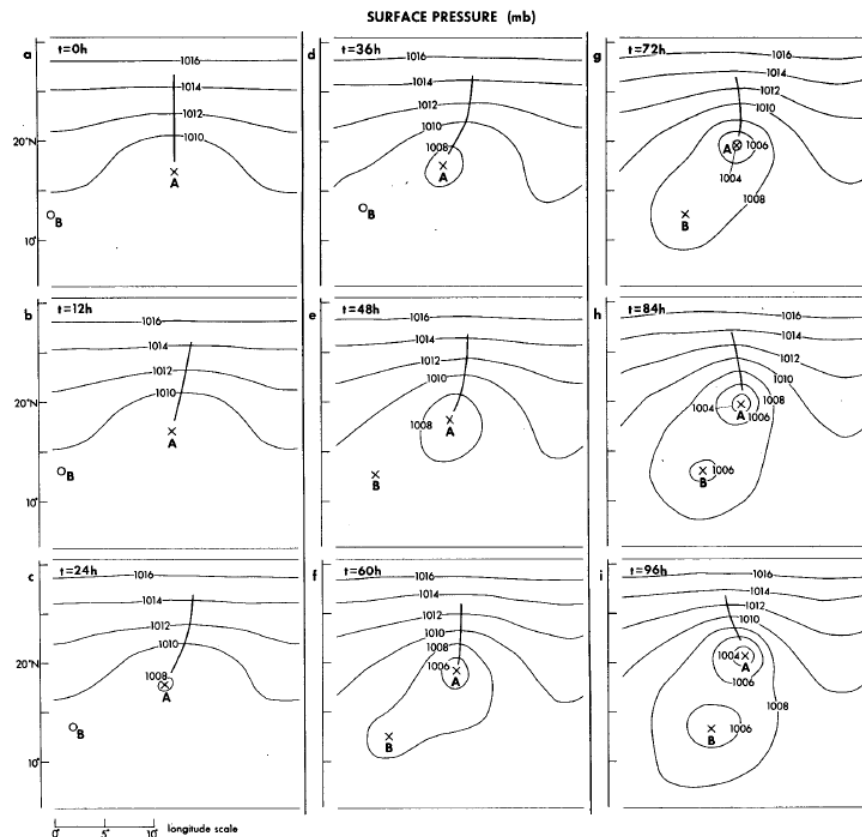 SURFACE PRESSURE (mb)
a
t=0h
1016
1014
1012
1010
20°N
10°
A
B
d
t=36h
1016
1014
1012
1010
1008
A
B
g
t=72h
1016
1014
1012
1010
A
1006
1004
1008
B
b
t=12h
1016
1014
1012
1010
20°N
10°
A
B
e
t=48h
1016
1014
1012
1010
1008
A
B
h
t=84h
1016
1014
1012
1010
1008
1004
1006
A
1006
B
c
t=24h
1016
1014
1012
1010
1008
20°N
10°
A
B
f
t=60h
1016
1014
1012
1010
1008
1006
A
B
i
t=96h
1016
1014
1012
1010
1004
A
1006
1008
1006
B
0° 5° 10° longitude scale